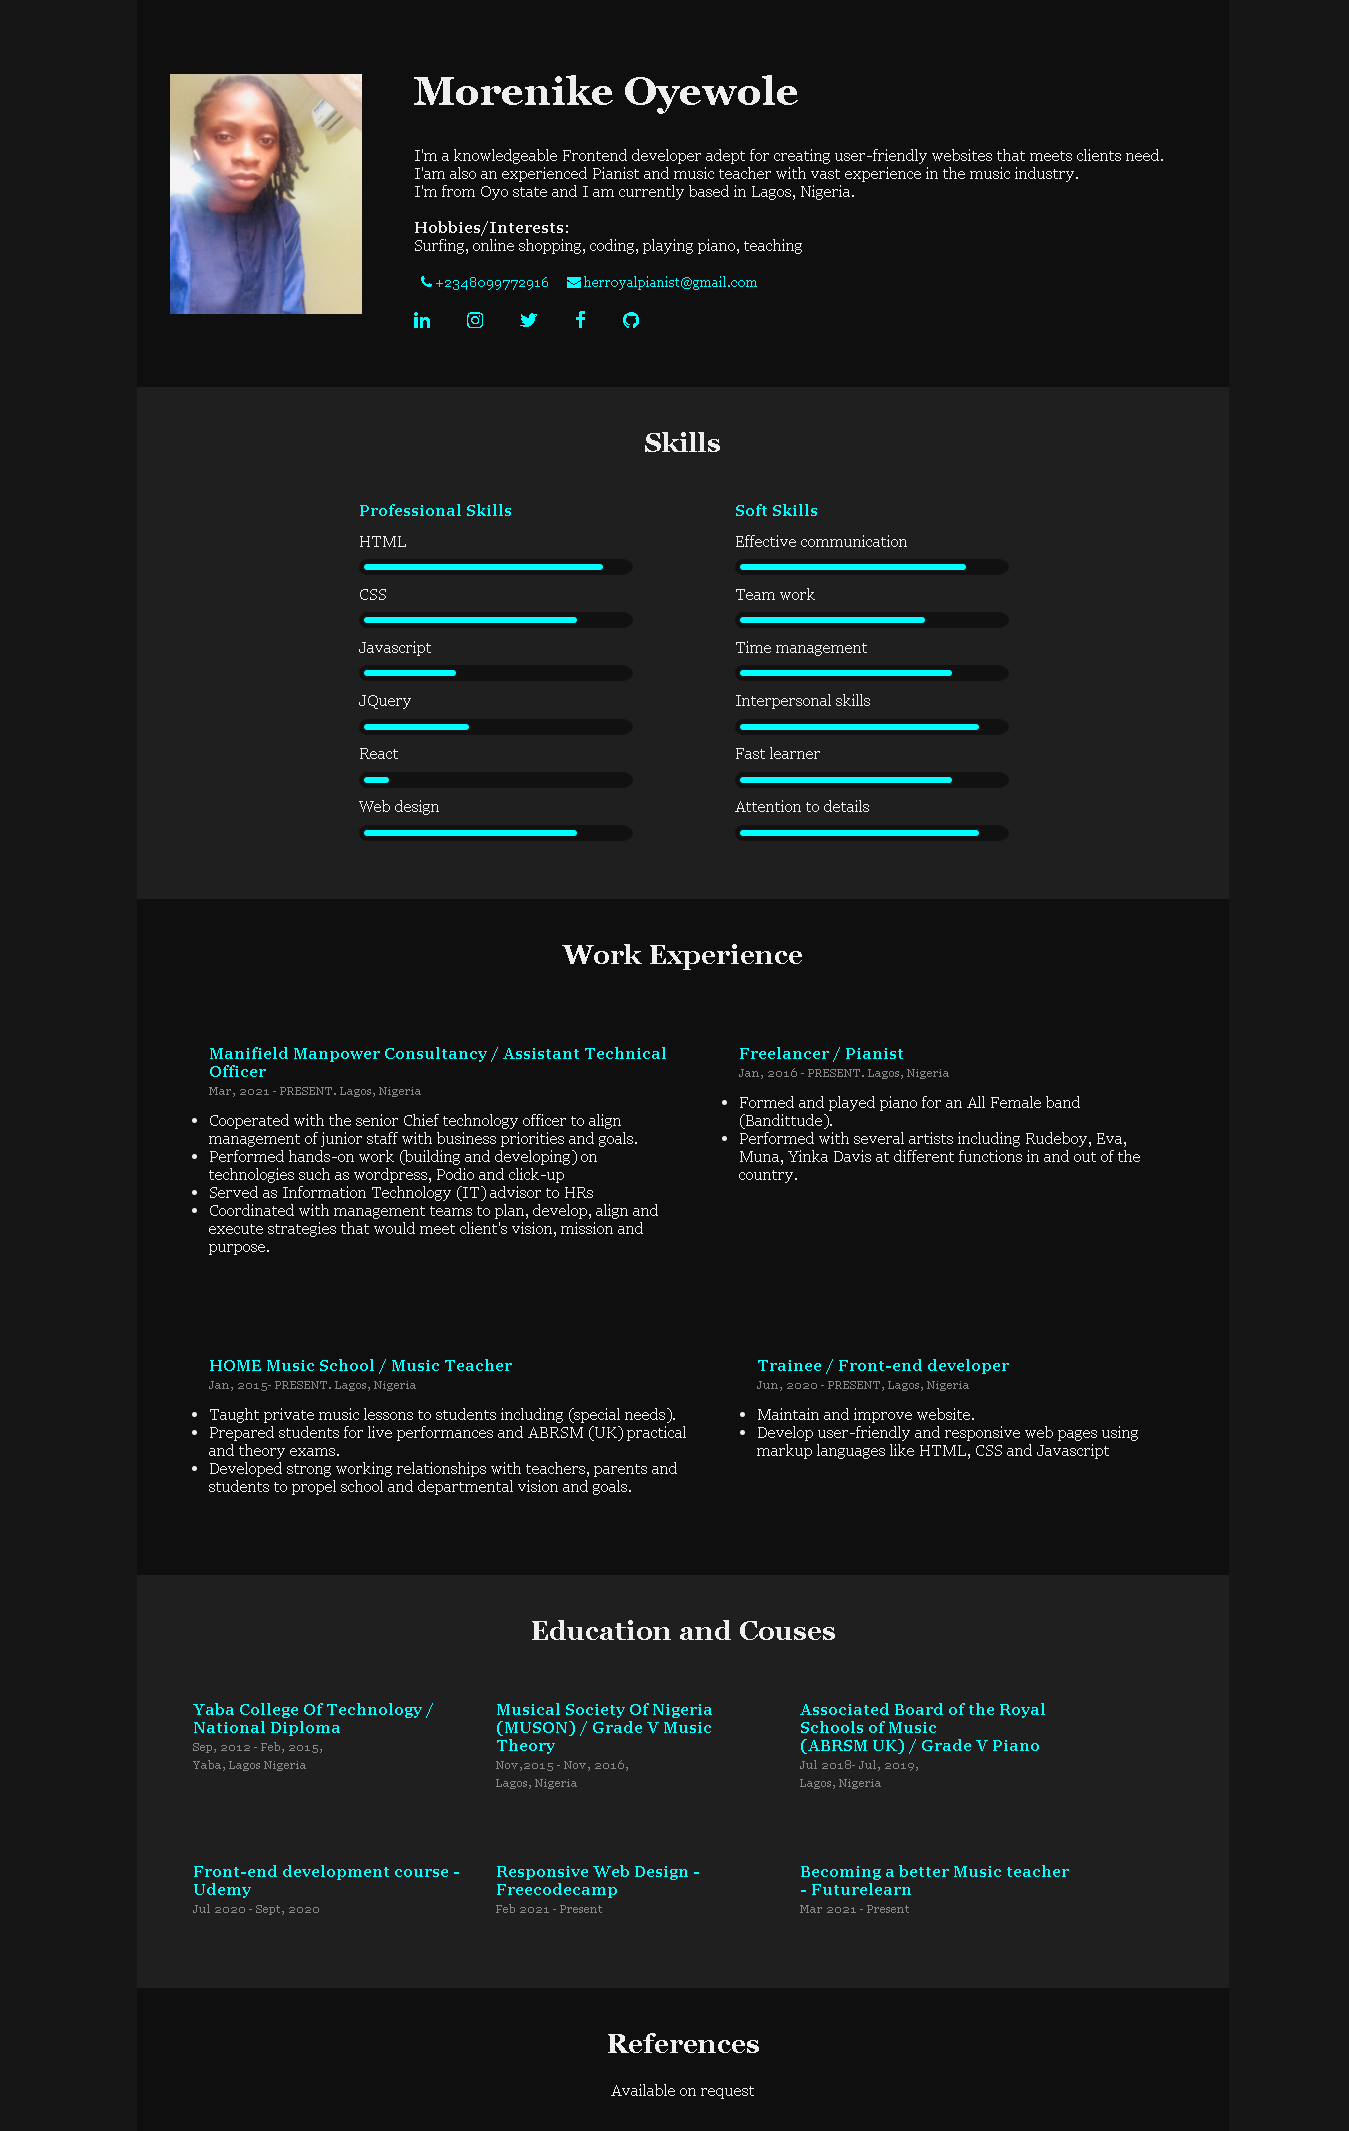 Morenike Oyewole
I'm a knowledgeable Frontend developer adept for creating user-friendly websites that meets clients need.
I'am also an experienced Pianist and music teacher with vast experience in the music industry.
I'm from Oyo state and I am currently based in Lagos, Nigeria.
Hobbies/Interests:
Surfing, online shopping, coding, playing piano, teaching
+2348099772916 herroyalpianist@gmail.com
Skills
Professional Skills
HTML
CSS
Javascript
JQuery
React
Web design
Soft Skills
Effective communication
Team work
Time management
Interpersonal skills
Fast learner
Attention to details
Work Experience
Manifield Manpower Consultancy / Assistant Technical
Officer
Mar, 2021 - PRESENT. Lagos, Nigeria
• Cooperated with the senior Chief technology officer to align
management of junior staff with business priorities and goals.
• Performed hands-on work (building and developing) on
technologies such as wordpress, Podio and click-up
• Served as Information Technology (IT) advisor to HRs
• Coordinated with management teams to plan, develop, align and
execute strategies that would meet client's vision, mission and
purpose.
Freelancer / Pianist
Jan, 2016 - PRESENT. Lagos, Nigeria
• Formed and played piano for an All Female band
(Bandittude).
• Performed with several artists including Rudeboy, Eva,
Muna, Yinka Davis at different functions in and out of the
country.
HOME Music School / Music Teacher
Jan, 2015- PRESENT. Lagos, Nigeria
• Taught private music lessons to students including (special needs).
• Prepared students for live performances and ABRSM (UK) practical
and theory exams.
• Developed strong working relationships with teachers, parents and
students to propel school and departmental vision and goals.
Trainee / Front-end developer
Jun, 2020 - PRESENT, Lagos, Nigeria
• Maintain and improve website.
• Develop user-friendly and responsive web pages using
markup languages like HTML, CSS and Javascript
Education and Couses
Yaba College Of Technology /
National Diploma
Sep, 2012 - Feb, 2015,
Yaba, Lagos Nigeria
Musical Society Of Nigeria
(MUSON) / Grade V Music
Theory
Nov,2015 - Nov, 2016,
Lagos, Nigeria
Associated Board of the Royal
Schools of Music
(ABRSM UK) / Grade V Piano
Jul 2018- Jul, 2019,
Lagos, Nigeria
Front-end development course -
Udemy
Jul 2020 - Sept, 2020
Responsive Web Design -
Freecodecamp
Feb 2021 - Present
Becoming a better Music teacher
- Futurelearn
Mar 2021 - Present
References
Available on request